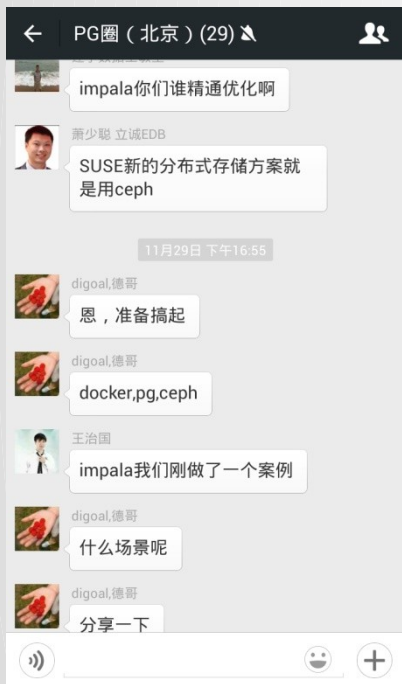 PG圈(北京)(29)
impala你们谁精通优化啊
萧少聪 立诚EDB
SUSE新的分布式存储方案就
是用ceph
11月29日 下午16:55
digoal,德哥
恩，准备搞起
digoal,德哥
docker,pg,ceph
王治国
impala我们刚做了一个案例
digoal,德哥
什么场景呢
digoal,德哥
分享一下